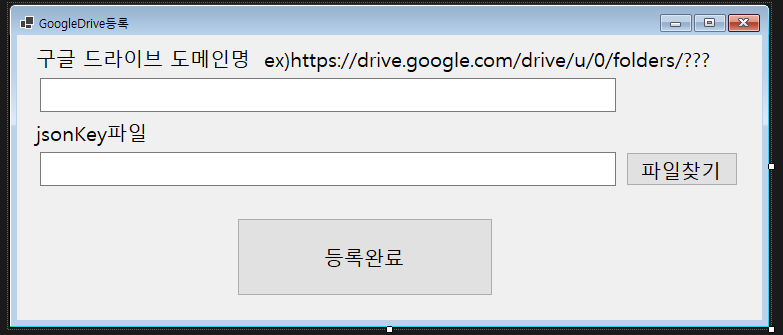 GoogleDrive등록
구글 드라이브 도메인명 ex)https://drive.google.com/drive/u/0/folders/???
jsonKey파일
파일찾기
등록완료